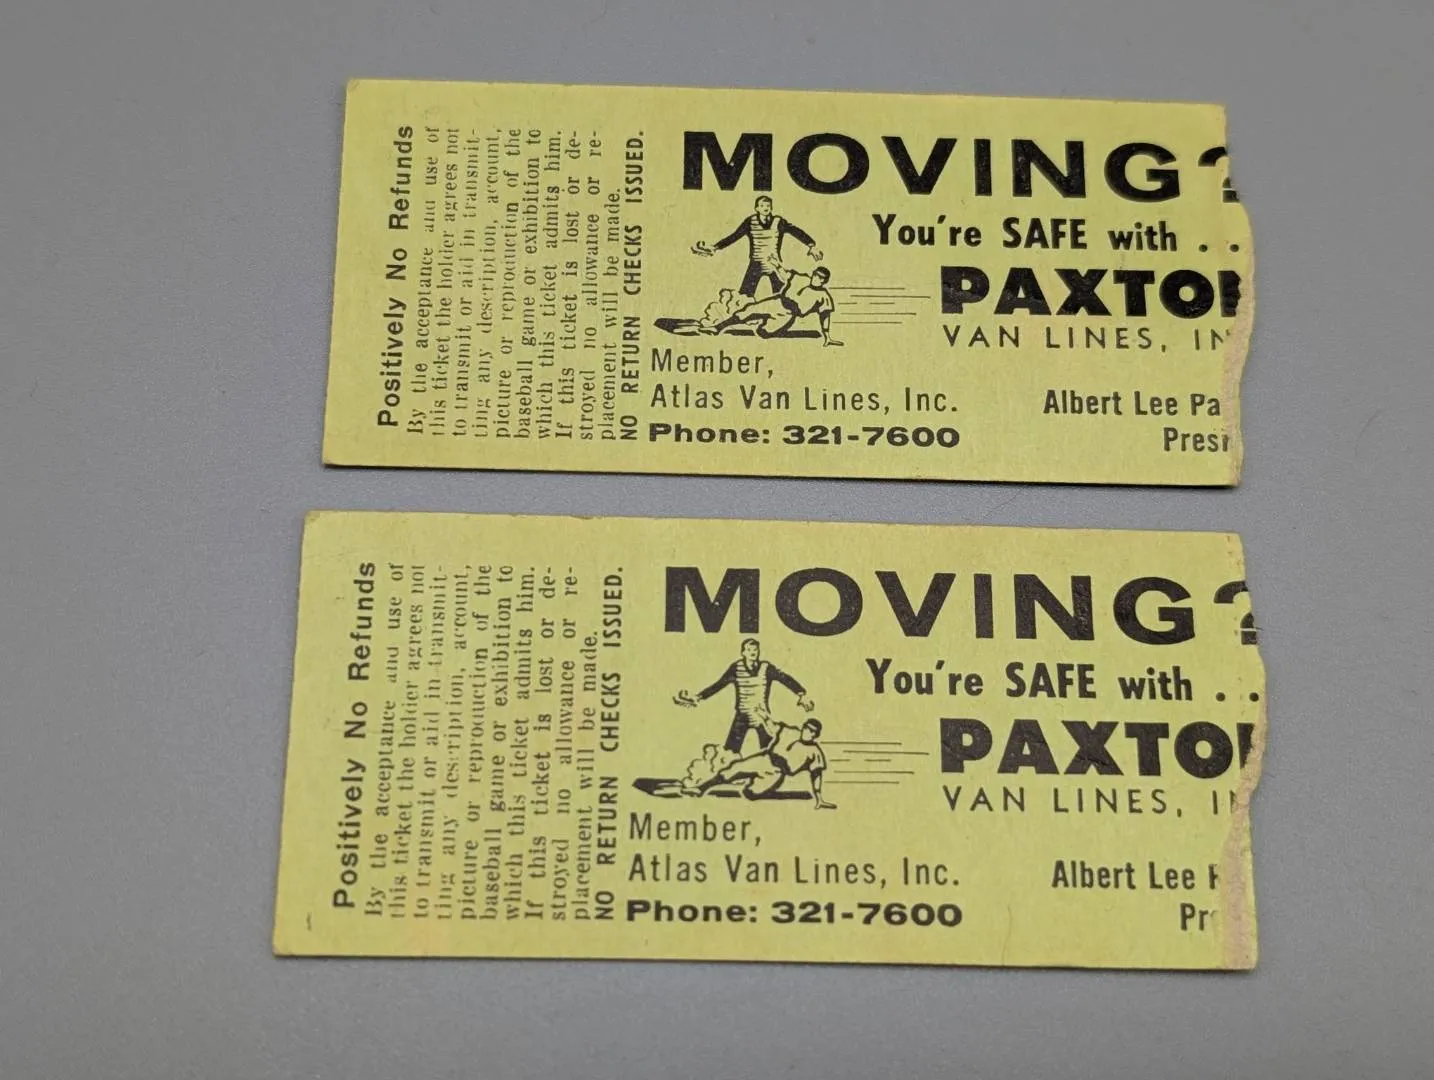 Positively No Refunds
By the acceptance and use of
this ticket the holder agrees not
to transmit or aid in transmit-
ting any description, account,
picture or reproduction of the
baseball game or exhibition to
which this ticket admits him.
If this ticket is lost or de-
stroyed no allowance or re-
placement will be made.
NO RETURN CHECKS ISSUED.
MOVING?
You're SAFE with . .
PAXTON
VAN LINES, IN
Member,
Atlas Van Lines, Inc.
Phone: 321-7600
Albert Lee Pa
Presi
Positively No Refunds
By the acceptance and use of
this ticket the holder agrees not
to transmit or aid in transmit-
ting any description, account,
picture or reproduction of the
baseball game or exhibition to
which this ticket admits him.
If this ticket is lost or de-
stroyed no allowance or re-
placement will be made.
NO RETURN CHECKS ISSUED.
MOVING?
You're SAFE with . .
PAXTO
VAN LINES, I
Member,
Atlas Van Lines, Inc.
Phone: 321-7600
Albert Lee
Pr